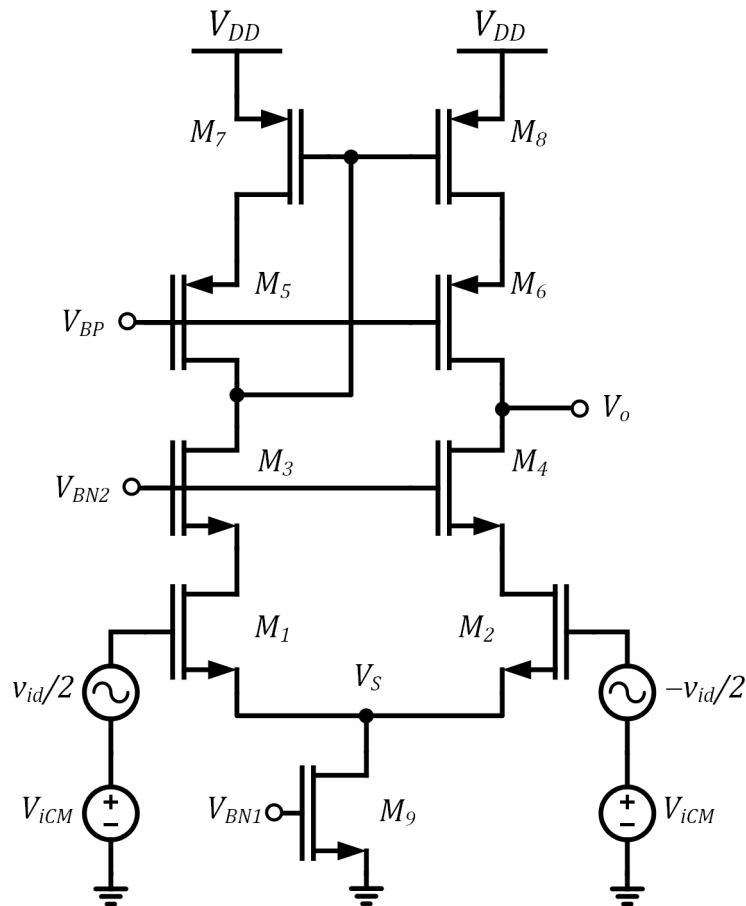 V_DD V_DD
M_7 M_8
M_5 M_6
V_BP
V_o
M_3 M_4
V_BN2
M_1 M_2
v_id/2 V_S −v_id/2
V_iCM V_BN1 M_9 V_iCM